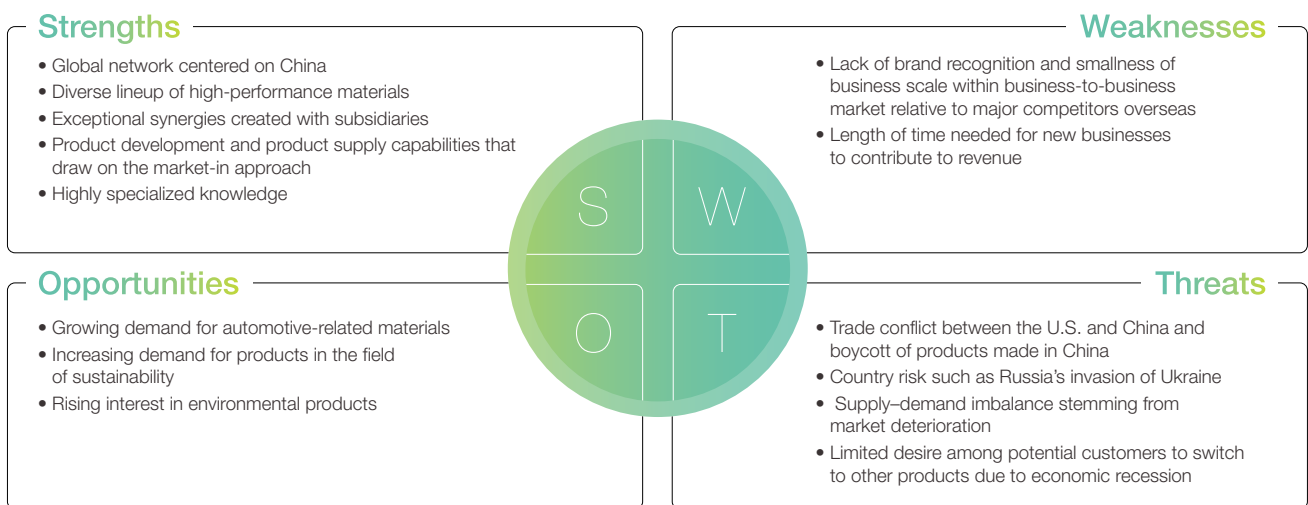 Strengths
• Global network centered on China
• Diverse lineup of high-performance materials
• Exceptional synergies created with subsidiaries
• Product development and product supply capabilities that
draw on the market-in approach
• Highly specialized knowledge
Weaknesses
• Lack of brand recognition and smallness of
business scale within business-to-business
market relative to major competitors overseas
• Length of time needed for new businesses
to contribute to revenue
S
W
O
T
Opportunities
• Growing demand for automotive-related materials
• Increasing demand for products in the field
of sustainability
• Rising interest in environmental products
Threats
• Trade conflict between the U.S. and China and
boycott of products made in China
• Country risk such as Russia’s invasion of Ukraine
• Supply–demand imbalance stemming from
market deterioration
• Limited desire among potential customers to switch
to other products due to economic recession